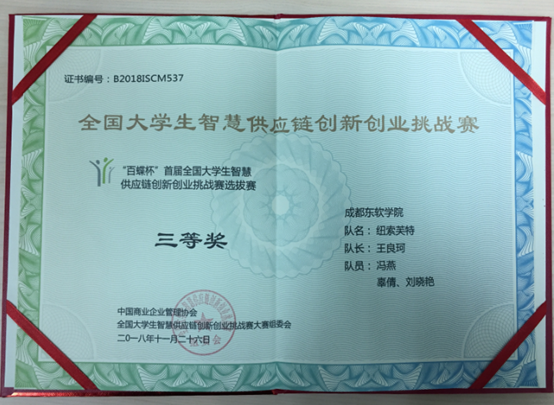 证书编号：B2018ISCM537
全国大学生智慧供应链创新创业挑战赛
“百蝶杯”首届全国大学生智慧
供应链创新创业挑战赛选拔赛
三等奖
成都东软学院
队名：纽索芙特
队长：王良珂
队员：冯燕
辜倩、刘晓艳
中国商业企业管理协会
全国大学生智慧供应链创新创业挑战赛大赛组委会
二〇一八年十一月二十六日